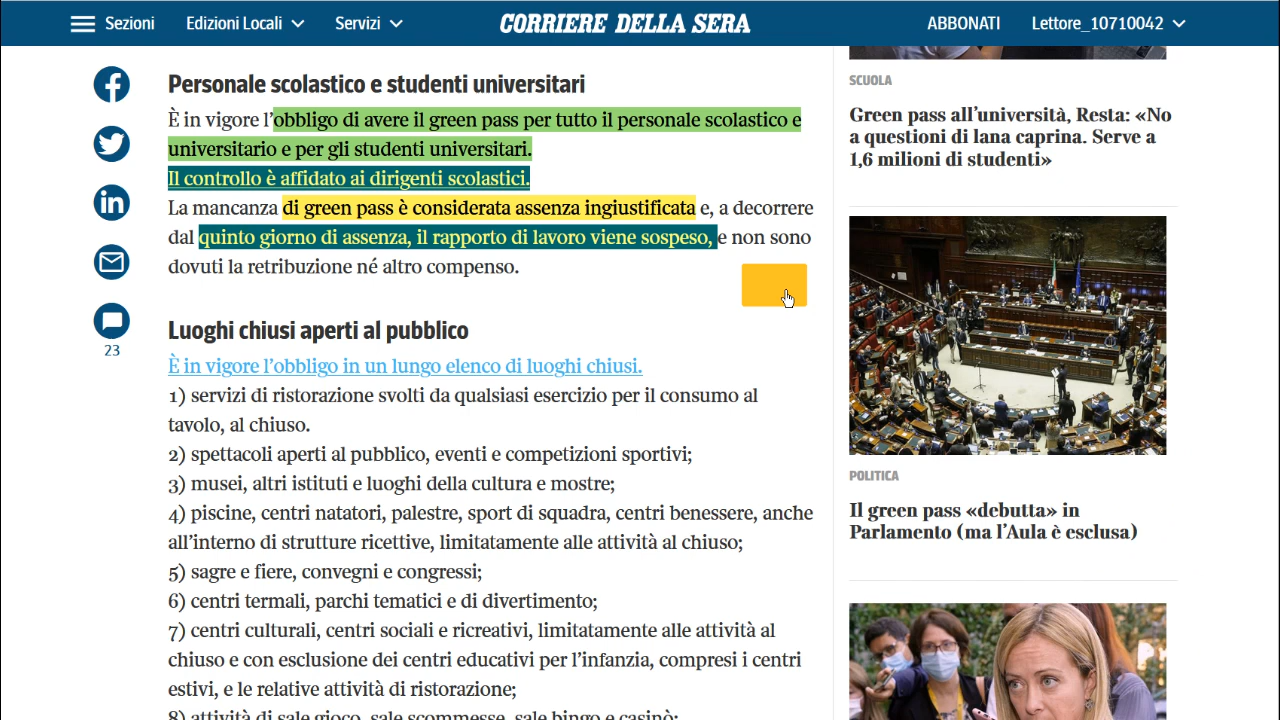 Sezioni
Edizioni Locali
Servizi
CORRIERE DELLA SERA
ABBONATI
Lettore_10710042
Personale scolastico e studenti universitari
È in vigore l'obbligo di avere il green pass per tutto il personale scolastico e
universitario e per gli studenti universitari.
Il controllo è affidato ai dirigenti scolastici.
La mancanza di green pass è considerata assenza ingiustificata e, a decorrere
dal quinto giorno di assenza, il rapporto di lavoro viene sospeso, e non sono
dovuti la retribuzione né altro compenso.
23
Luoghi chiusi aperti al pubblico
È in vigore l'obbligo in un lungo elenco di luoghi chiusi.
1) servizi di ristorazione svolti da qualsiasi esercizio per il consumo al
tavolo, al chiuso.
2) spettacoli aperti al pubblico, eventi e competizioni sportivi;
3) musei, altri istituti e luoghi della cultura e mostre;
4) piscine, centri natatori, palestre, sport di squadra, centri benessere, anche
all'interno di strutture ricettive, limitatamente alle attività al chiuso;
5) sagre e fiere, convegni e congressi;
6) centri termali, parchi tematici e di divertimento;
7) centri culturali, centri sociali e ricreativi, limitatamente alle attività al
chiuso e con esclusione dei centri educativi per l'infanzia, compresi i centri
estivi, e le relative attività di ristorazione;
8) attività di sale gioco, sale scommesse, sale bingo e casinò;
SCUOLA
Green pass all'università, Resta: «No
a questioni di lana caprina. Serve a
1,6 milioni di studenti»
POLITICA
Il green pass «debutta» in
Parlamento (ma l'Aula è esclusa)